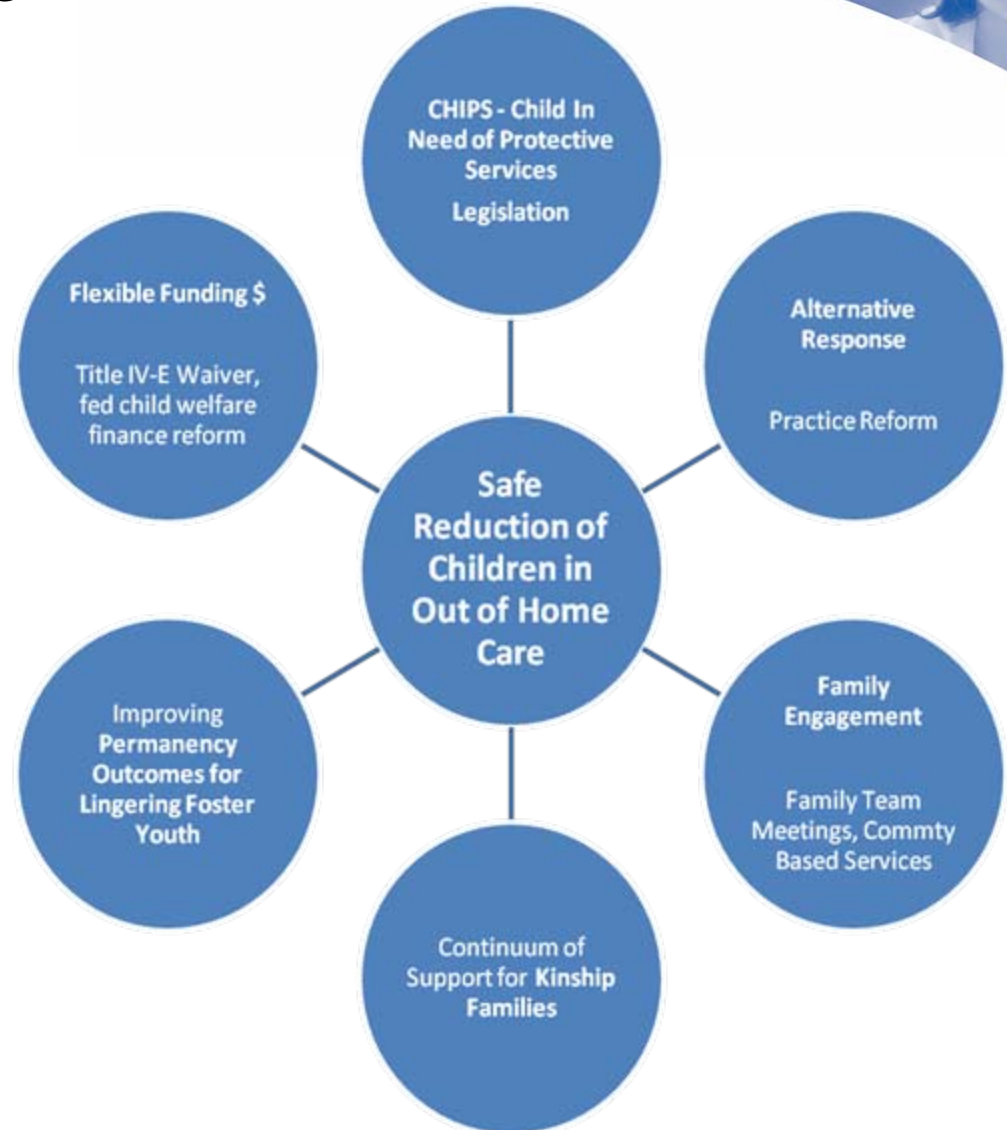 CHIPS - Child In
Need of Protective
Services
Legislation
Flexible Funding $
Title IV-E Waiver,
fed child welfare
finance reform
Alternative
Response
Practice Reform
Safe
Reduction of
Children in
Out of Home
Care
Improving
Permanency
Outcomes for
Lingering Foster
Youth
Family
Engagement
Family Team
Meetings, Commty
Based Services
Continuum of
Support for Kinship
Families